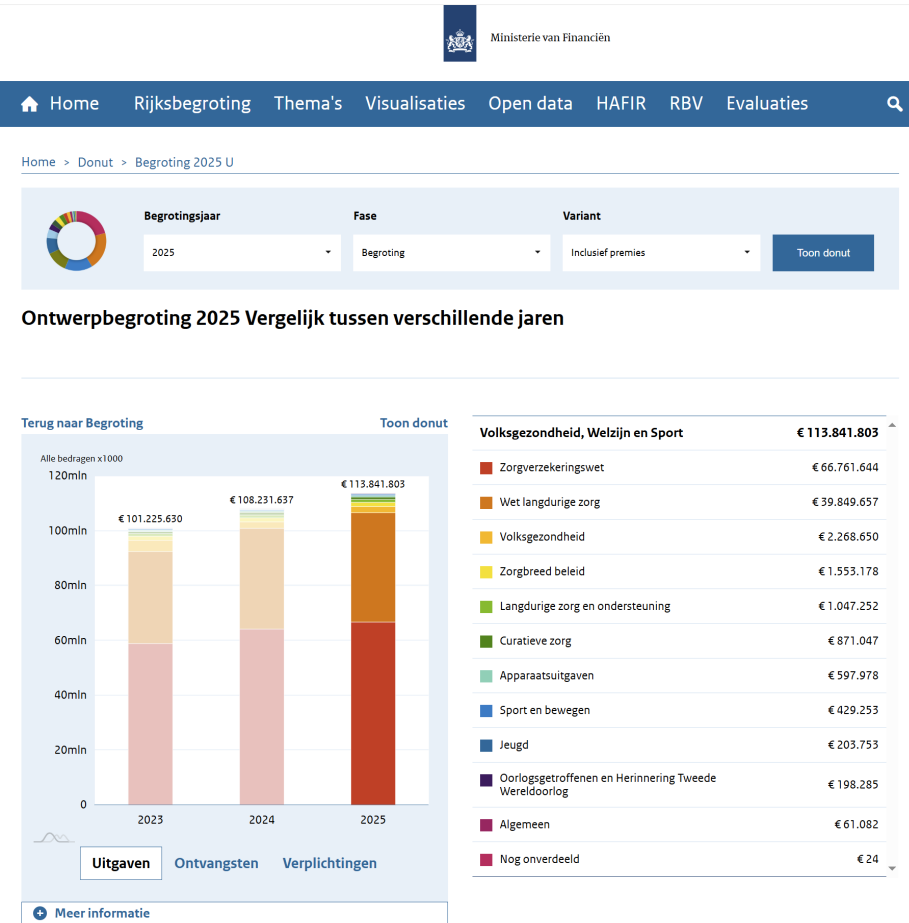 Ministerie van Financiën
Home Rijksbegroting Thema's Visualisaties Open data HAFIR RBV Evaluaties
Home > Donut > Begroting 2025 U
Begrotingsjaar Fase Variant
2025 Begroting Inclusief premies Toon donut
Ontwerpbegroting 2025 Vergelijk tussen verschillende jaren
Terug naar Begroting Toon donut
Alle bedragen x1000
120mln
100mln
80mln
60mln
40mln
20mln
0
€ 101.225.630
€ 108.231.637
€ 113.841.803
2023 2024 2025
Uitgaven Ontvangsten Verplichtingen
Meer informatie
Volksgezondheid, Welzijn en Sport € 113.841.803
Zorgverzekeringswet € 66.761.644
Wet langdurige zorg € 39.849.657
Volksgezondheid € 2.268.650
Zorgbreed beleid € 1.553.178
Langdurige zorg en ondersteuning € 1.047.252
Curatieve zorg € 871.047
Apparaatsuitgaven € 597.978
Sport en bewegen € 429.253
Jeugd € 203.753
Oorlogsgetroffenen en Herinnering Tweede
Wereldoorlog € 198.285
Algemeen € 61.082
Nog onverdeeld € 24